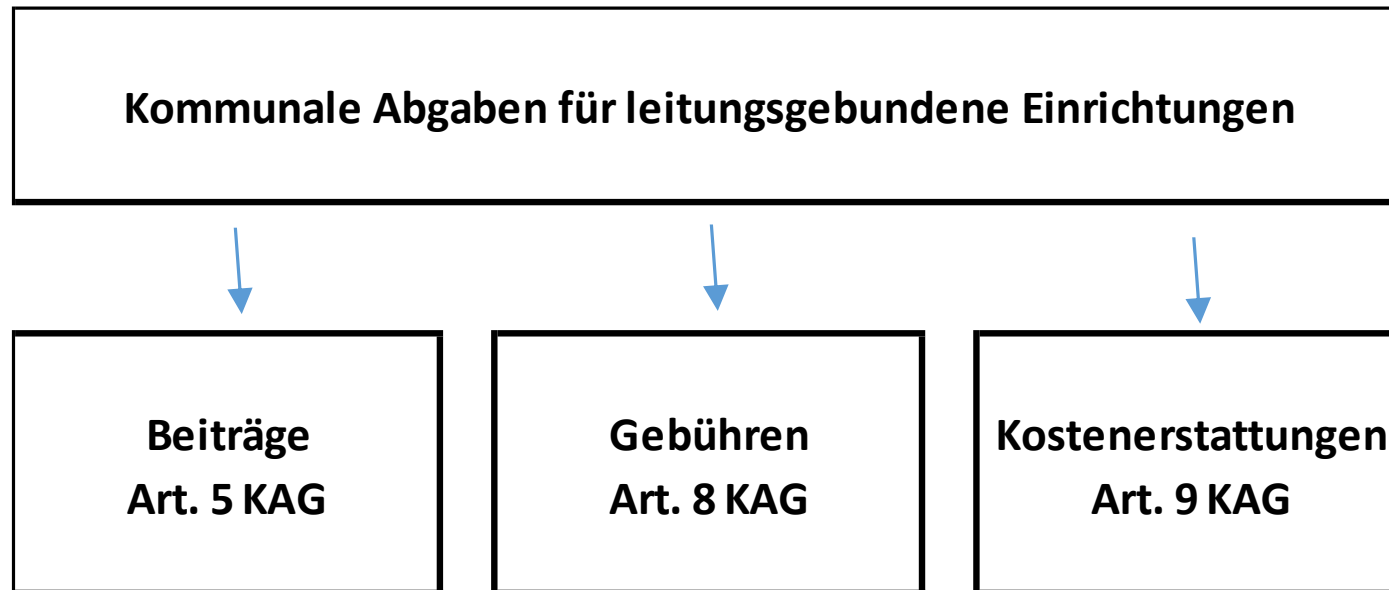 Kommunale Abgaben für leitungsgebundene Einrichtungen
Beiträge
Art. 5 KAG
Gebühren
Art. 8 KAG
Kostenerstattungen
Art. 9 KAG